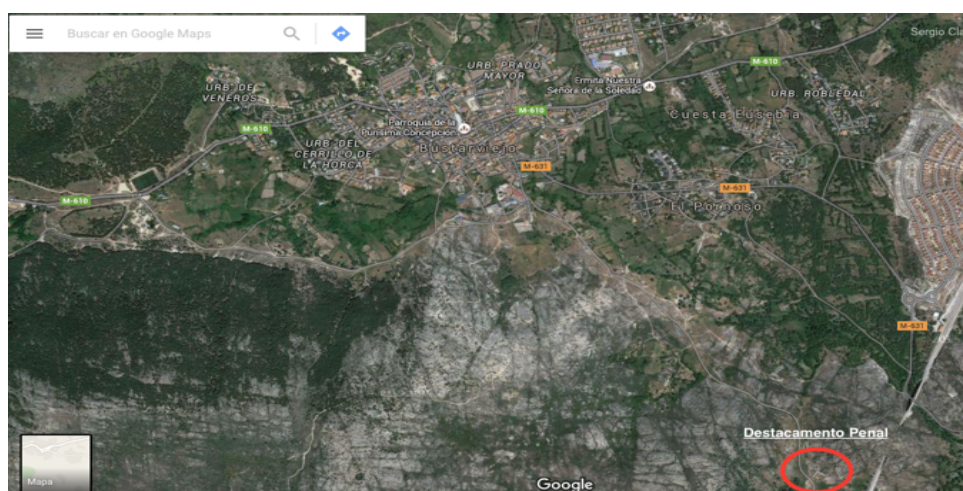 Buscar en Google Maps
Sergio Cla
URB. PRADO
MAYOR
M-610
Ermita Nuestra
Señora de la Soledad
URB. DE
VENEROS
URB. ROBLEDAL
M-610
Cuesta Eusebia
Parroquia de la
Purísima Concepción
M-610
URB. DEL
CERRILLO DE
LA HORCA
Bustarviejo
M-631
M-631
M-610
El Pornoso
M-631
Destacamento Penal
Mapa
Google